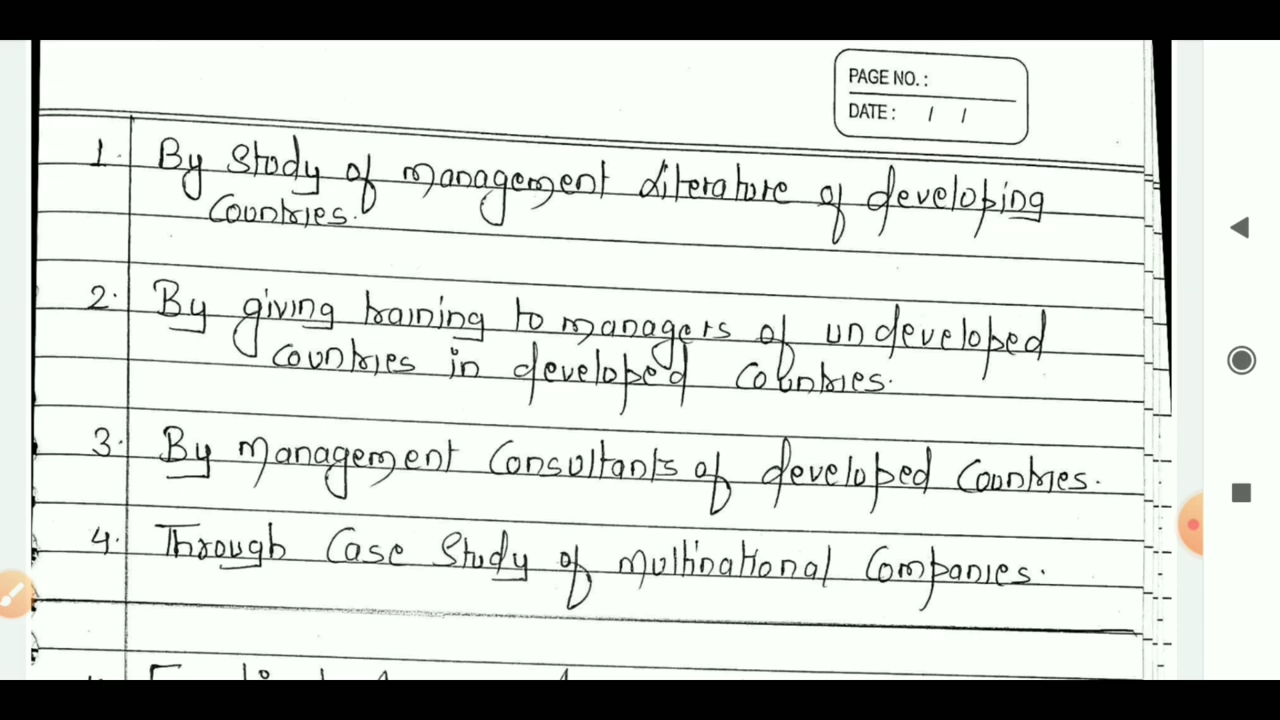 PAGE NO.:
DATE: / /
1. By Study of management Literature of developing
Countries.
2. By giving training to managers of undeveloped
countries in developed countries.
3. By management Consultants of developed Countries.
4. Through Case Study of multinational Companies.